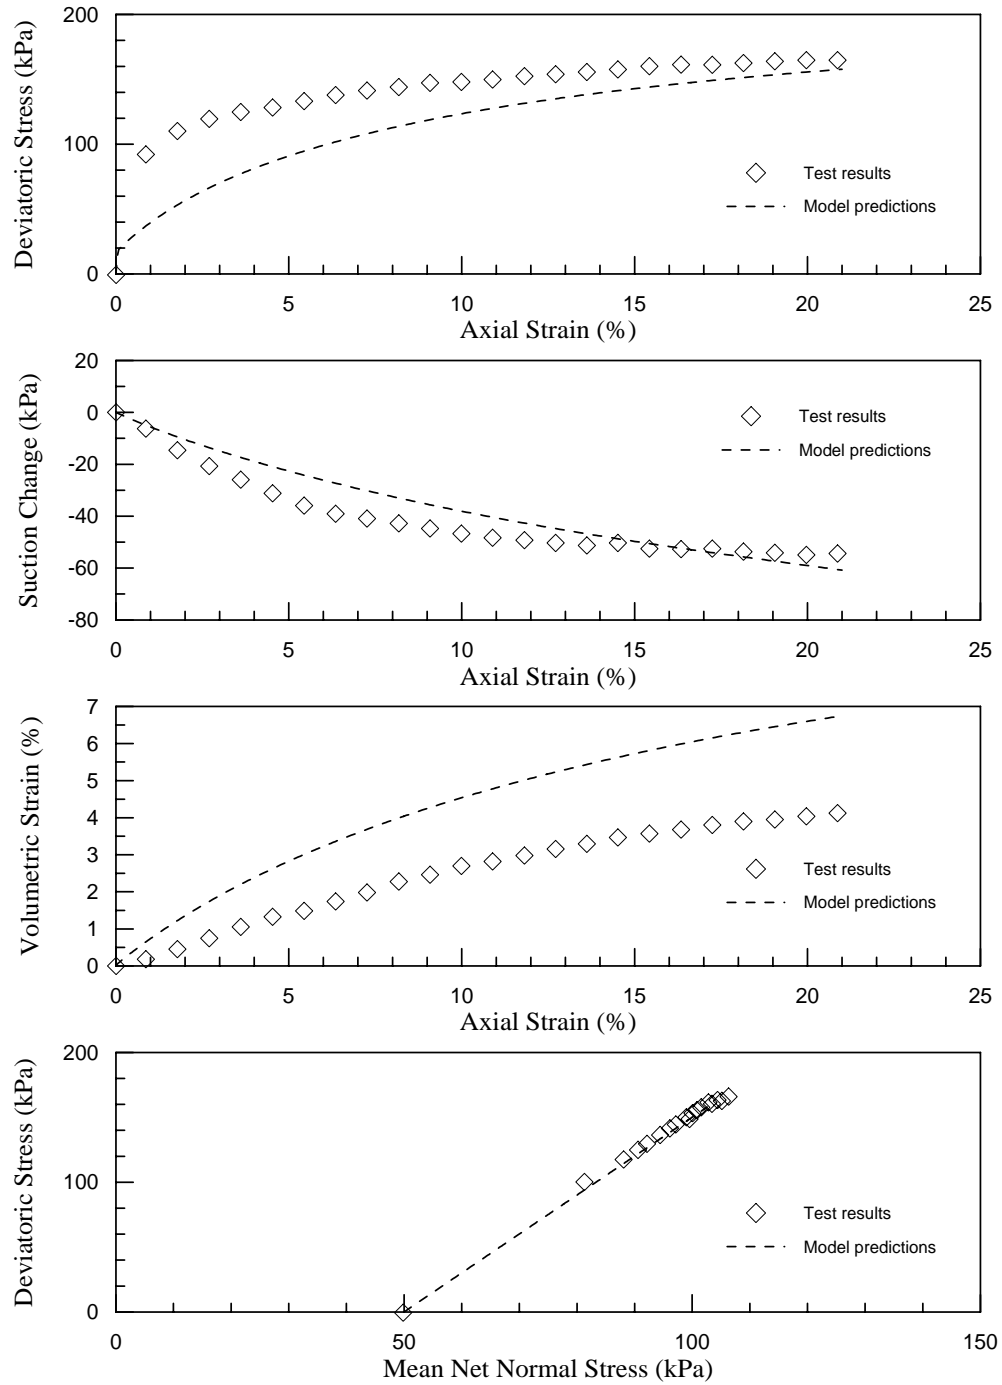 200
100
0
Deviatoric Stress (kPa)
Test results
Model predictions
0 5 10 15 20 25
Axial Strain (%)
20
0
-20
-40
-60
-80
Suction Change (kPa)
Test results
Model predictions
0 5 10 15 20 25
Axial Strain (%)
7
6
5
4
3
2
1
0
Volumetric Strain (%)
Test results
Model predictions
0 5 10 15 20 25
Axial Strain (%)
200
100
0
Deviatoric Stress (kPa)
Test results
Model predictions
0 50 100 150
Mean Net Normal Stress (kPa)